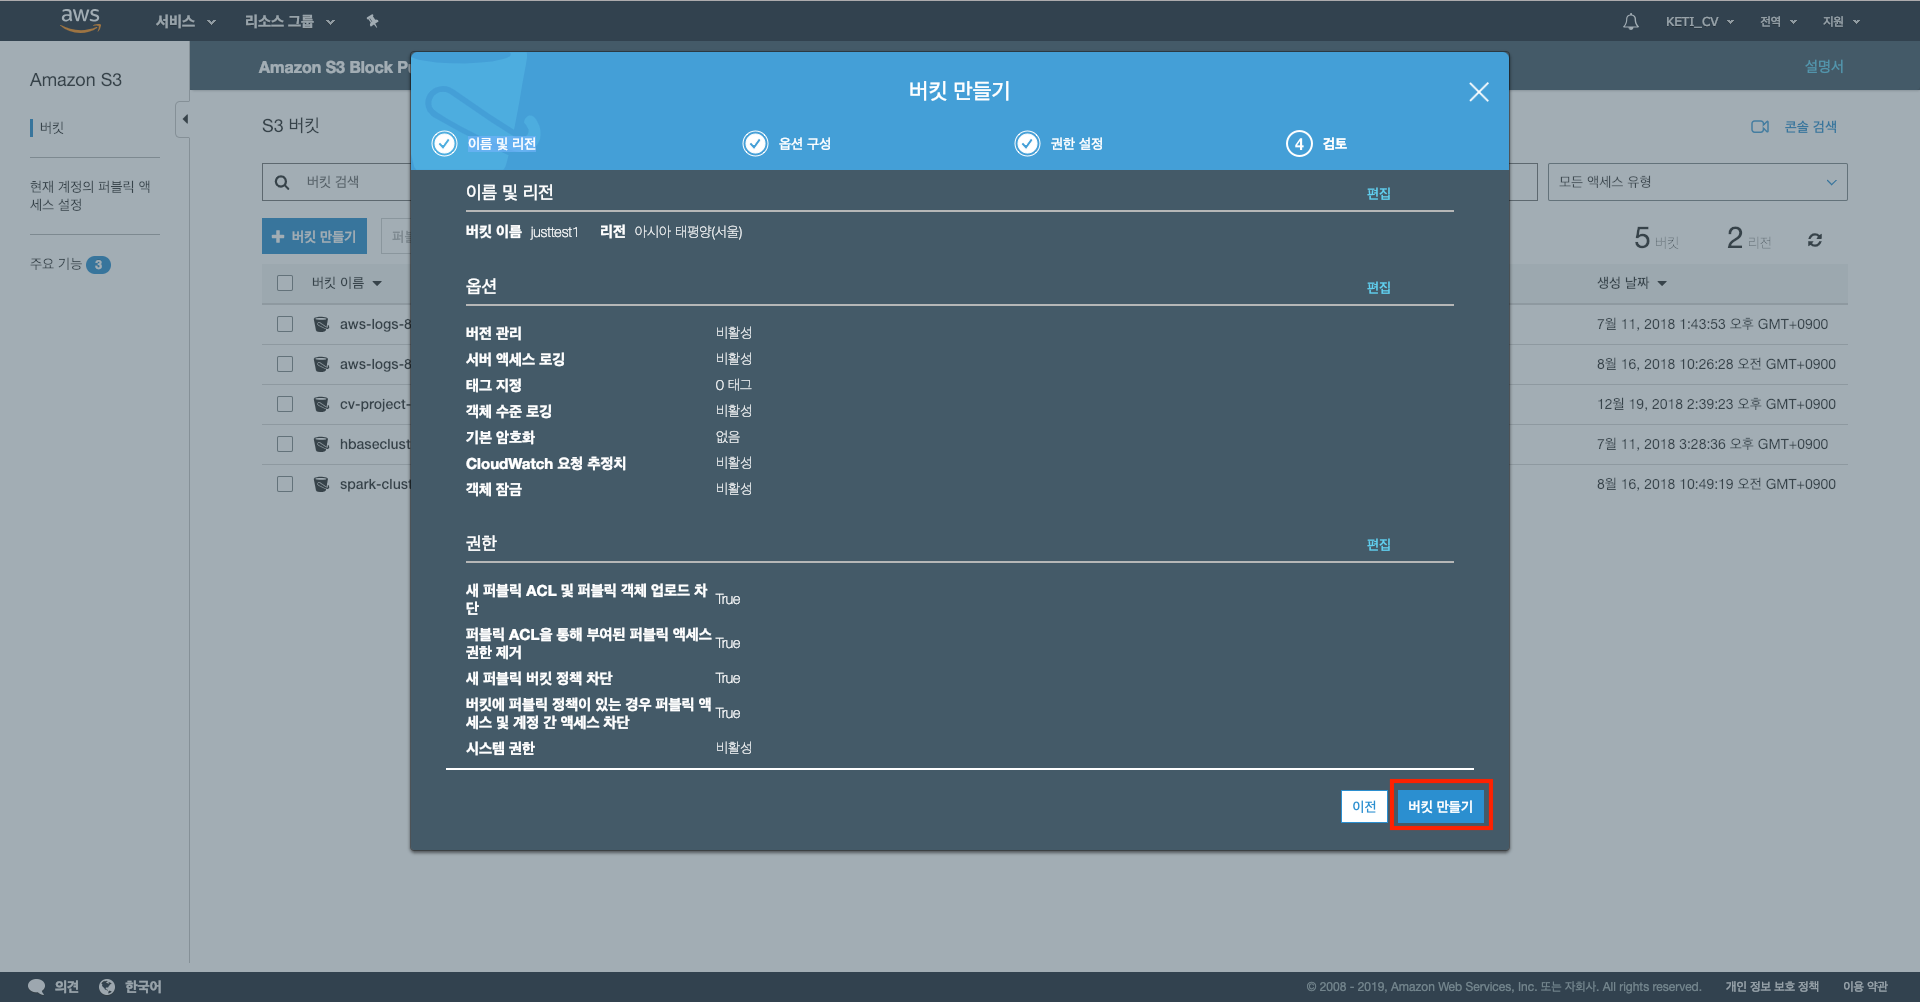 aws 서비스 리소스 그룹 KETI_CV 전역 지원
Amazon S3
버킷
현재 계정의 퍼블릭 액
세스 설정
주요 기능 3
Amazon S3 Block 설명서
S3 버킷 콘솔 검색
버킷 검색 모든 액세스 유형
버킷 만들기 5 버킷 2 리전
버킷 이름 생성 날짜
aws-logs-8 7월 11, 2018 1:43:53 오후 GMT+0900
aws-logs-8 8월 16, 2018 10:26:28 오전 GMT+0900
cv-project- 12월 19, 2018 2:39:23 오후 GMT+0900
hbaseclust 7월 11, 2018 3:28:36 오후 GMT+0900
spark-clust 8월 16, 2018 10:49:19 오전 GMT+0900
버킷 만들기
이름 및 리전 옵션 구성 권한 설정 4 검토
이름 및 리전 편집
버킷 이름 justtest1 리전 아시아 태평양(서울)
옵션 편집
버전 관리 비활성
서버 액세스 로깅 비활성
태그 지정 0 태그
객체 수준 로깅 비활성
기본 암호화 없음
CloudWatch 요청 추정치 비활성
객체 잠금 비활성
권한 편집
새 퍼블릭 ACL 및 퍼블릭 객체 업로드 차
단 True
퍼블릭 ACL을 통해 부여된 퍼블릭 액세스
권한 제거 True
새 퍼블릭 버킷 정책 차단 True
버킷에 퍼블릭 정책이 있는 경우 퍼블릭 액
세스 및 계정 간 액세스 차단 True
시스템 권한 비활성
이전 버킷 만들기
의견 한국어 © 2008 - 2019, Amazon Web Services, Inc. 또는 자회사. All rights reserved. 개인 정보 보호 정책 이용 약관